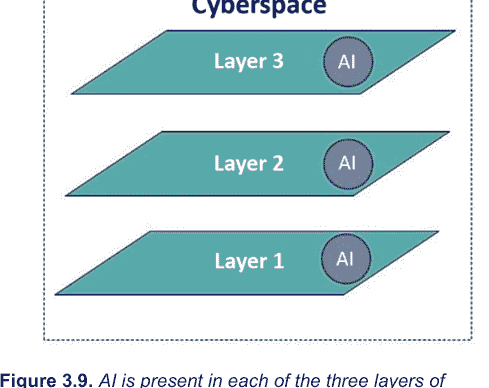 Cyberspace
Layer 3 AI
Layer 2 AI
Layer 1 AI
Figure 3.9. AI is present in each of the three layers of